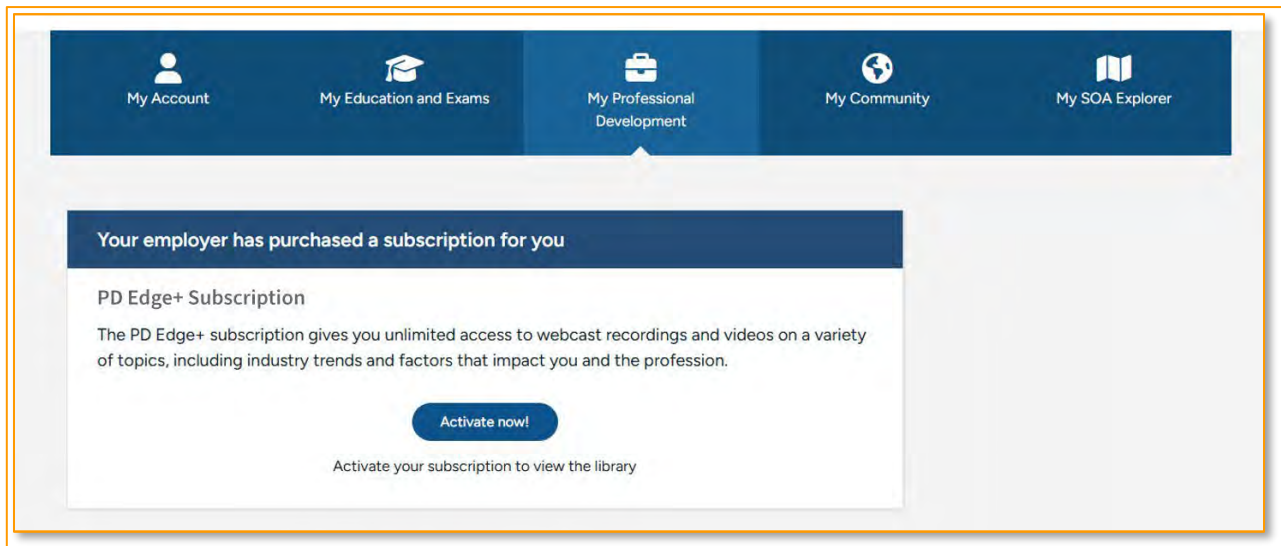 My Account
My Education and Exams
My Professional
Development
My Community
My SOA Explorer
Your employer has purchased a subscription for you
PD Edge+ Subscription
The PD Edge+ subscription gives you unlimited access to webcast recordings and videos on a variety
of topics, including industry trends and factors that impact you and the profession.
Activate now!
Activate your subscription to view the library